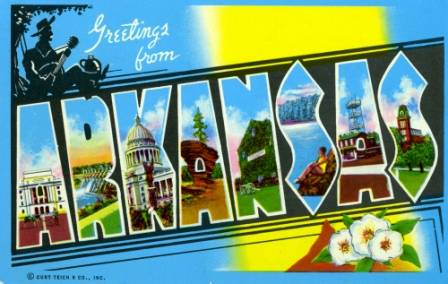 Greetings
from
ARKANSAS
© CURT TEICH & CO., INC.